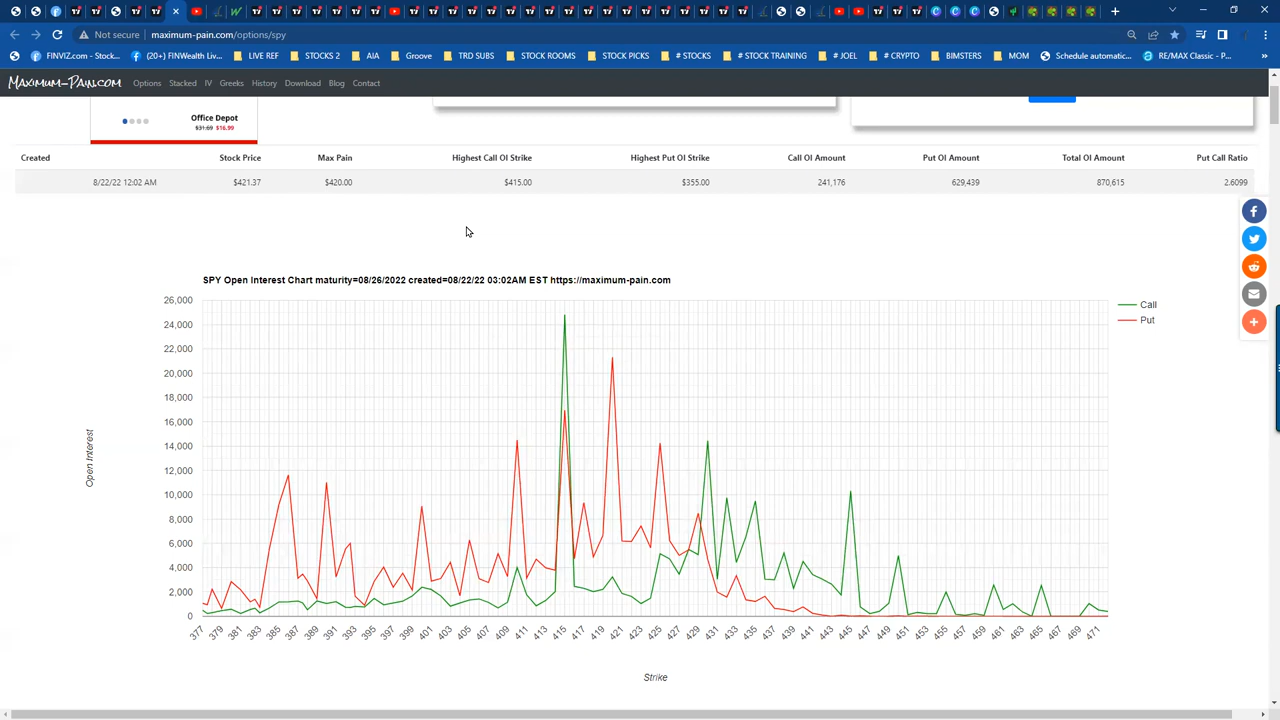 Not secure | maximum-pain.com/options/spy
FINVIZ.com - Stock... (20+) FINWealth Liv... LIVE REF STOCKS 2 AIA Groove TRD SUBS STOCK ROOMS STOCK PICKS # STOCKS # STOCK TRAINING # JOEL # CRYPTO BIMSTERS MOM Schedule automatic... RE/MAX Classic - P...
MAXIMUM-PAIN.COM Options Stacked IV Greeks History Download Blog Contact
Office Depot
$31.69 $16.99
Created Stock Price Max Pain Highest Call OI Strike Highest Put OI Strike Call OI Amount Put OI Amount Total OI Amount Put Call Ratio
8/22/22 12:02 AM $421.37 $420.00 $415.00 $355.00 241,176 629,439 870,615 2.6099
SPY Open Interest Chart maturity=08/26/2022 created=08/22/22 03:02AM EST https://maximum-pain.com
26,000
24,000
22,000
20,000
18,000
16,000
14,000
12,000
10,000
8,000
6,000
4,000
2,000
0
Open Interest
Call
Put
377 379 381 383 385 387 389 391 393 395 397 399 401 403 405 407 409 411 413 415 417 419 421 423 425 427 429 431 433 435 437 439 441 443 445 447 449 451 453 455 457 459 461 463 465 467 469 471
Strike